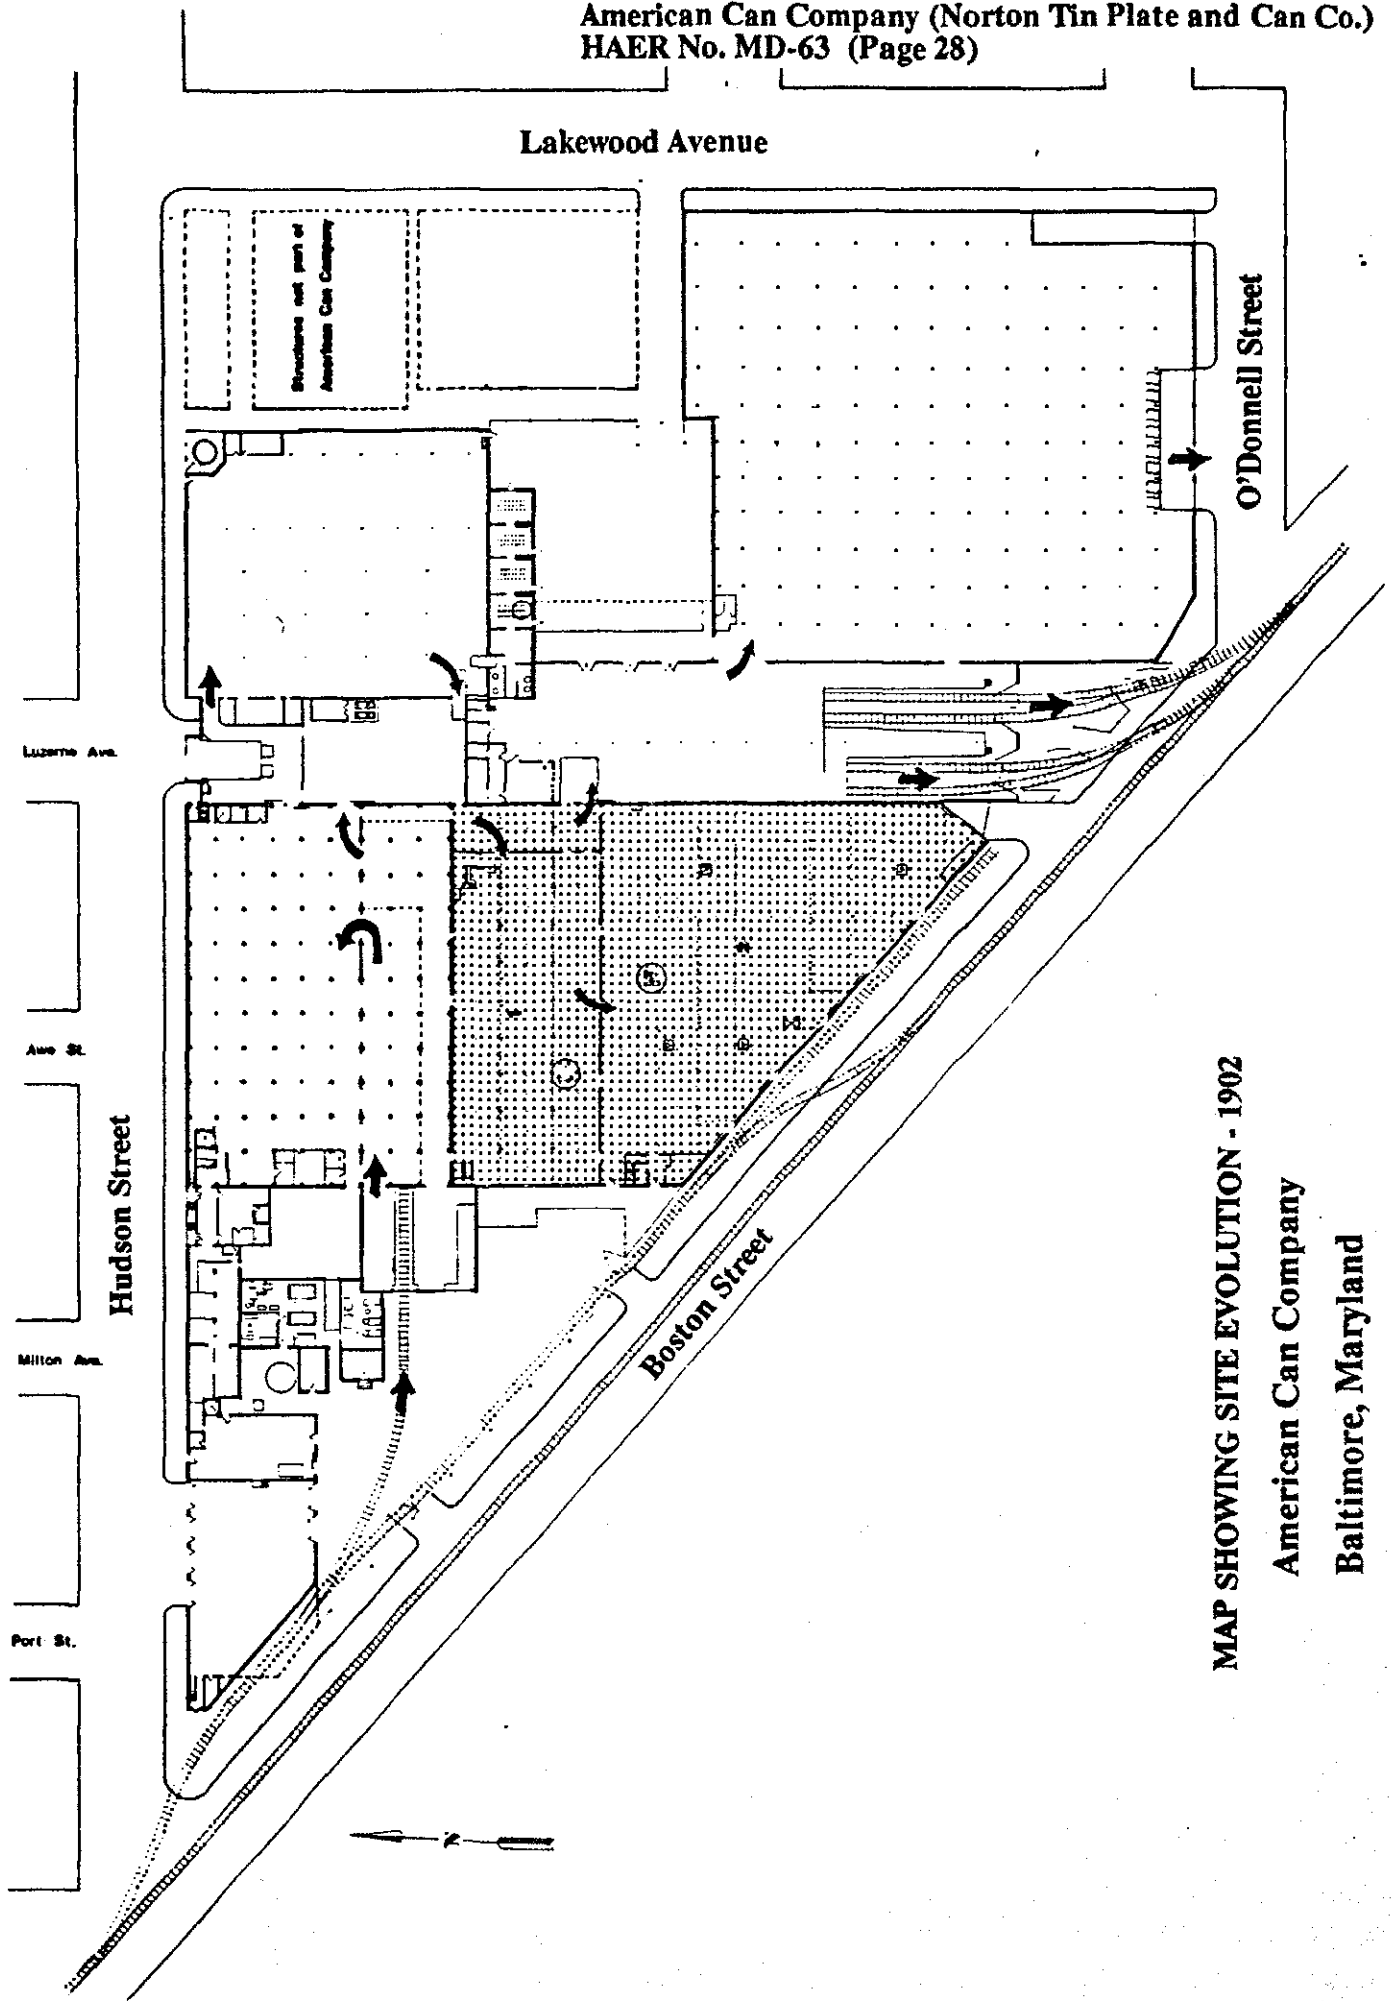 American Can Company (Norton Tin Plate and Can Co.)
HAER No. MD-63 (Page 28)
Lakewood Avenue
Structures not part of
American Can Company
O'Donnell Street
Luzerne Ave.
Awe St.
Hudson Street
Milton Ave.
Boston Street
Port St.
N
MAP SHOWING SITE EVOLUTION - 1902
American Can Company
Baltimore, Maryland